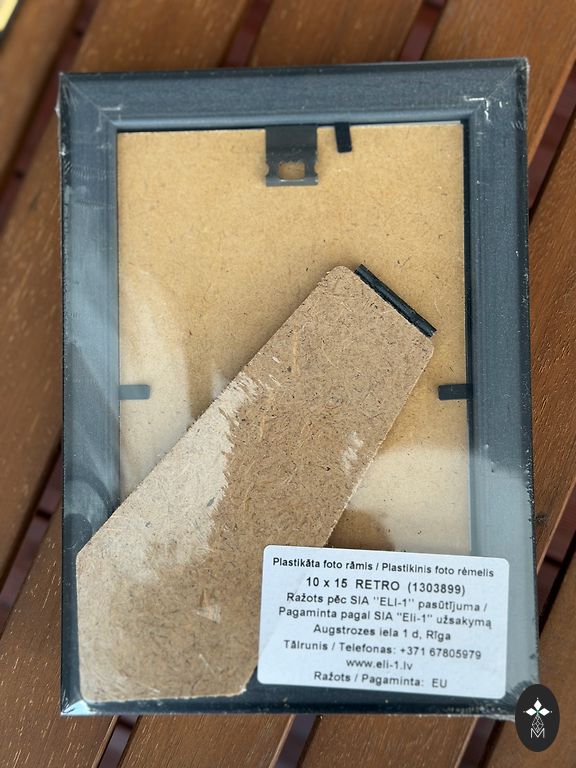 Plastikāta foto rāmis / Plastikinis foto rėmelis
10 x 15 RETRO (1303899)
Ražots pēc SIA "ELI-1" pasūtījuma /
Pagaminta pagal SIA "Eli-1" užsakymą
Augstrozes iela 1 d, Rīga
Tālrunis / Telefonas: +371 67805979
www.eli-1.lv
Ražots / Pagaminta: EU